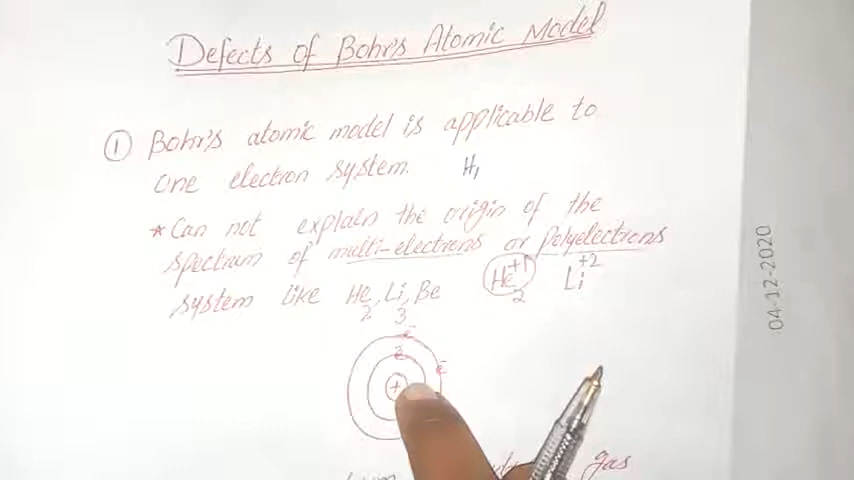 Defects of Bohr's Atomic Model
① Bohr's atomic model is applicable to
one electron system. H,
* Can not explain the origin of the
spectrum of multi-electrons or polyelectrons
system like He, Li, Be He+1 Li+2
2 3 2
e
e e
+
gas
04-12-2020